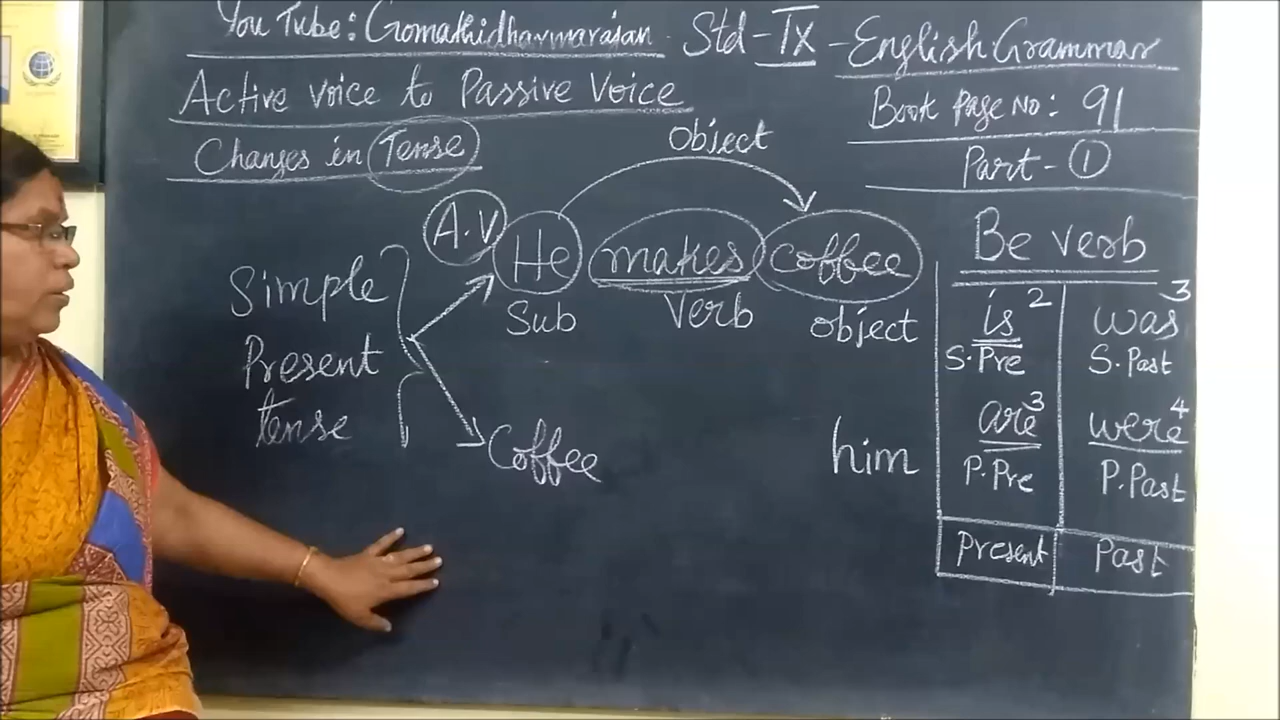 You Tube: Gomathidharmarajan. Std - IX - English Grammar
Active voice to Passive Voice
Book Page No: 91
Changes in Tense
Part - 1
object
A.V He makes coffee
Sub Verb object
Simple
Present
tense
Coffee
him
Be verb
is 2 was 3
S.Pre S.Past
are 3 were 4
P.Pre P.Past
Present Past